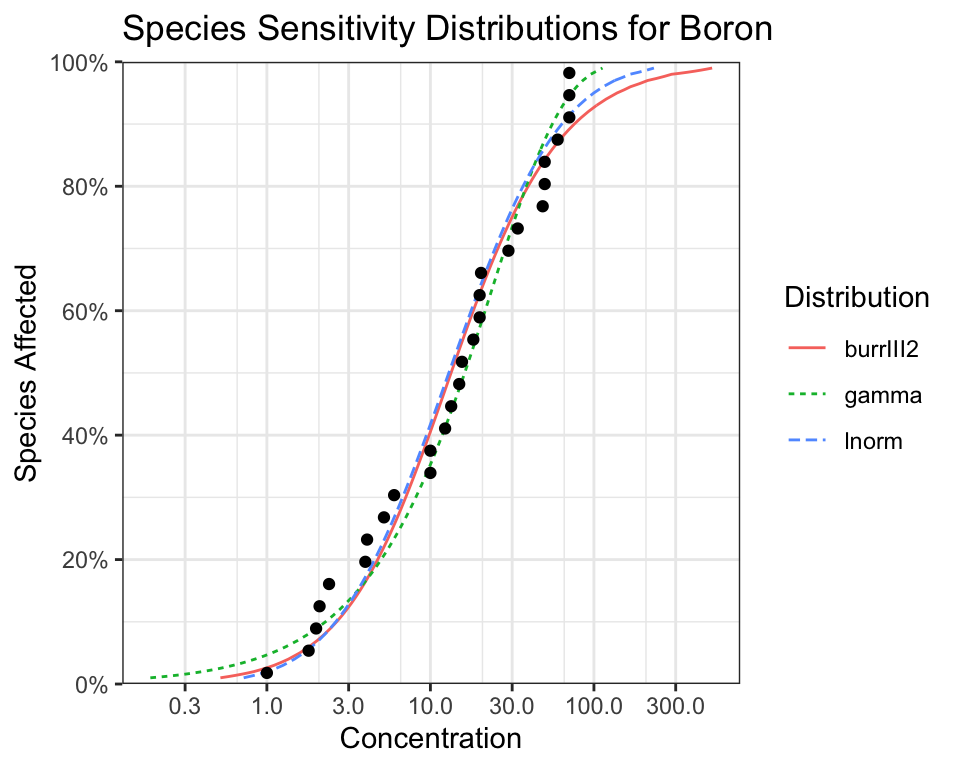 Species Sensitivity Distributions for Boron
Species Affected
100%
80%
60%
40%
20%
0%
0.3 1.0 3.0 10.0 30.0 100.0 300.0
Concentration
Distribution
burrIII2
gamma
lnorm